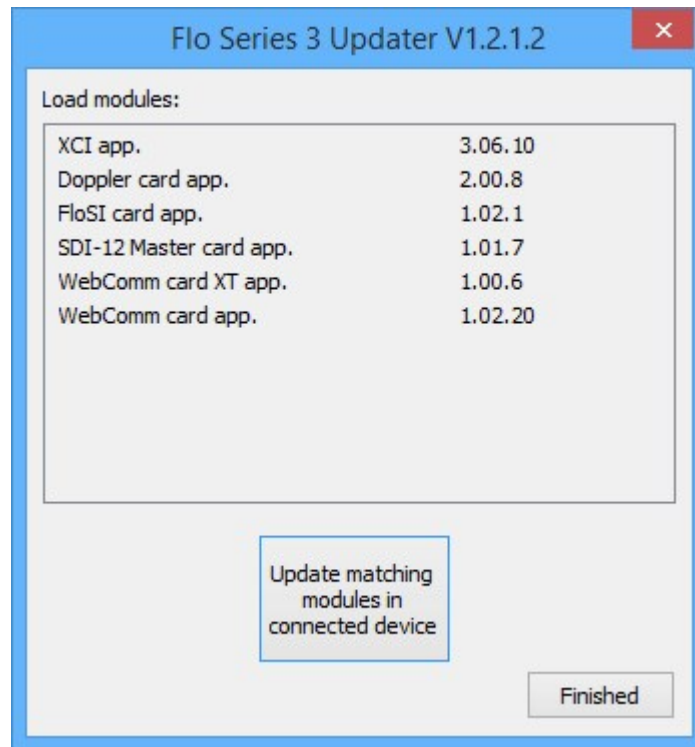 Flo Series 3 Updater V1.2.1.2
Load modules:
XCI app. 3.06.10
Doppler card app. 2.00.8
FloSI card app. 1.02.1
SDI-12 Master card app. 1.01.7
WebComm card XT app. 1.00.6
WebComm card app. 1.02.20
Update matching
modules in
connected device
Finished